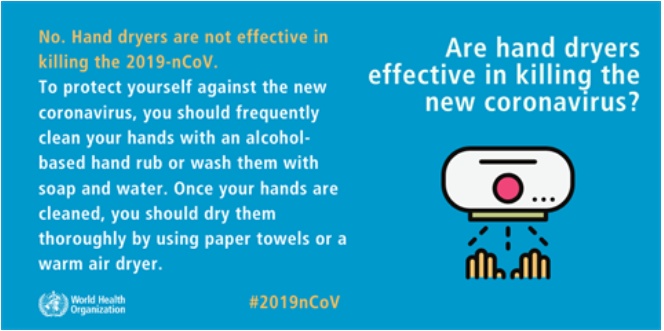 No. Hand dryers are not effective in
killing the 2019-nCoV.
To protect yourself against the new
coronavirus, you should frequently
clean your hands with an alcohol-
based hand rub or wash them with
soap and water. Once your hands are
cleaned, you should dry them
thoroughly by using paper towels or a
warm air dryer.
World Health
Organization
#2019nCoV
Are hand dryers
effective in killing the
new coronavirus?